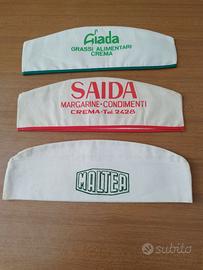 Giada
GRASSI ALIMENTARI
CREMA
SAIDA
MARGARINE-CONDIMENTI
CREMA-Tel. 2428
MALTEA
subito